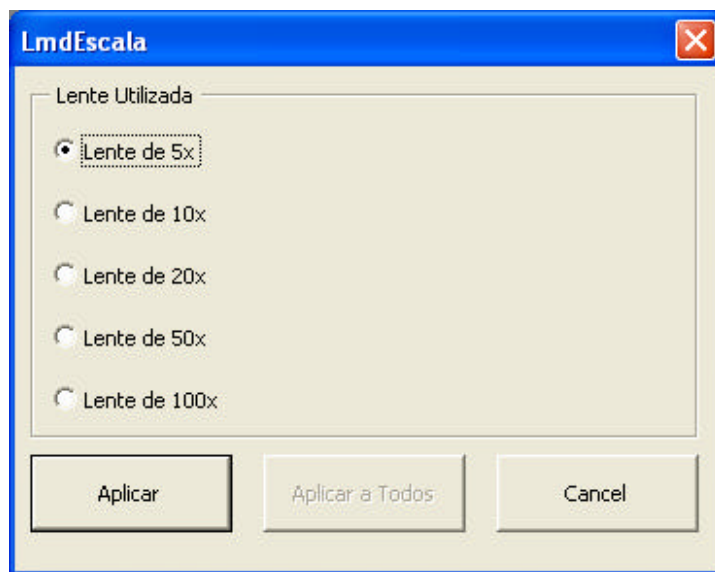 LmdEscala
Lente Utilizada
Lente de 5x
Lente de 10x
Lente de 20x
Lente de 50x
Lente de 100x
Aplicar
Aplicar a Todos
Cancel